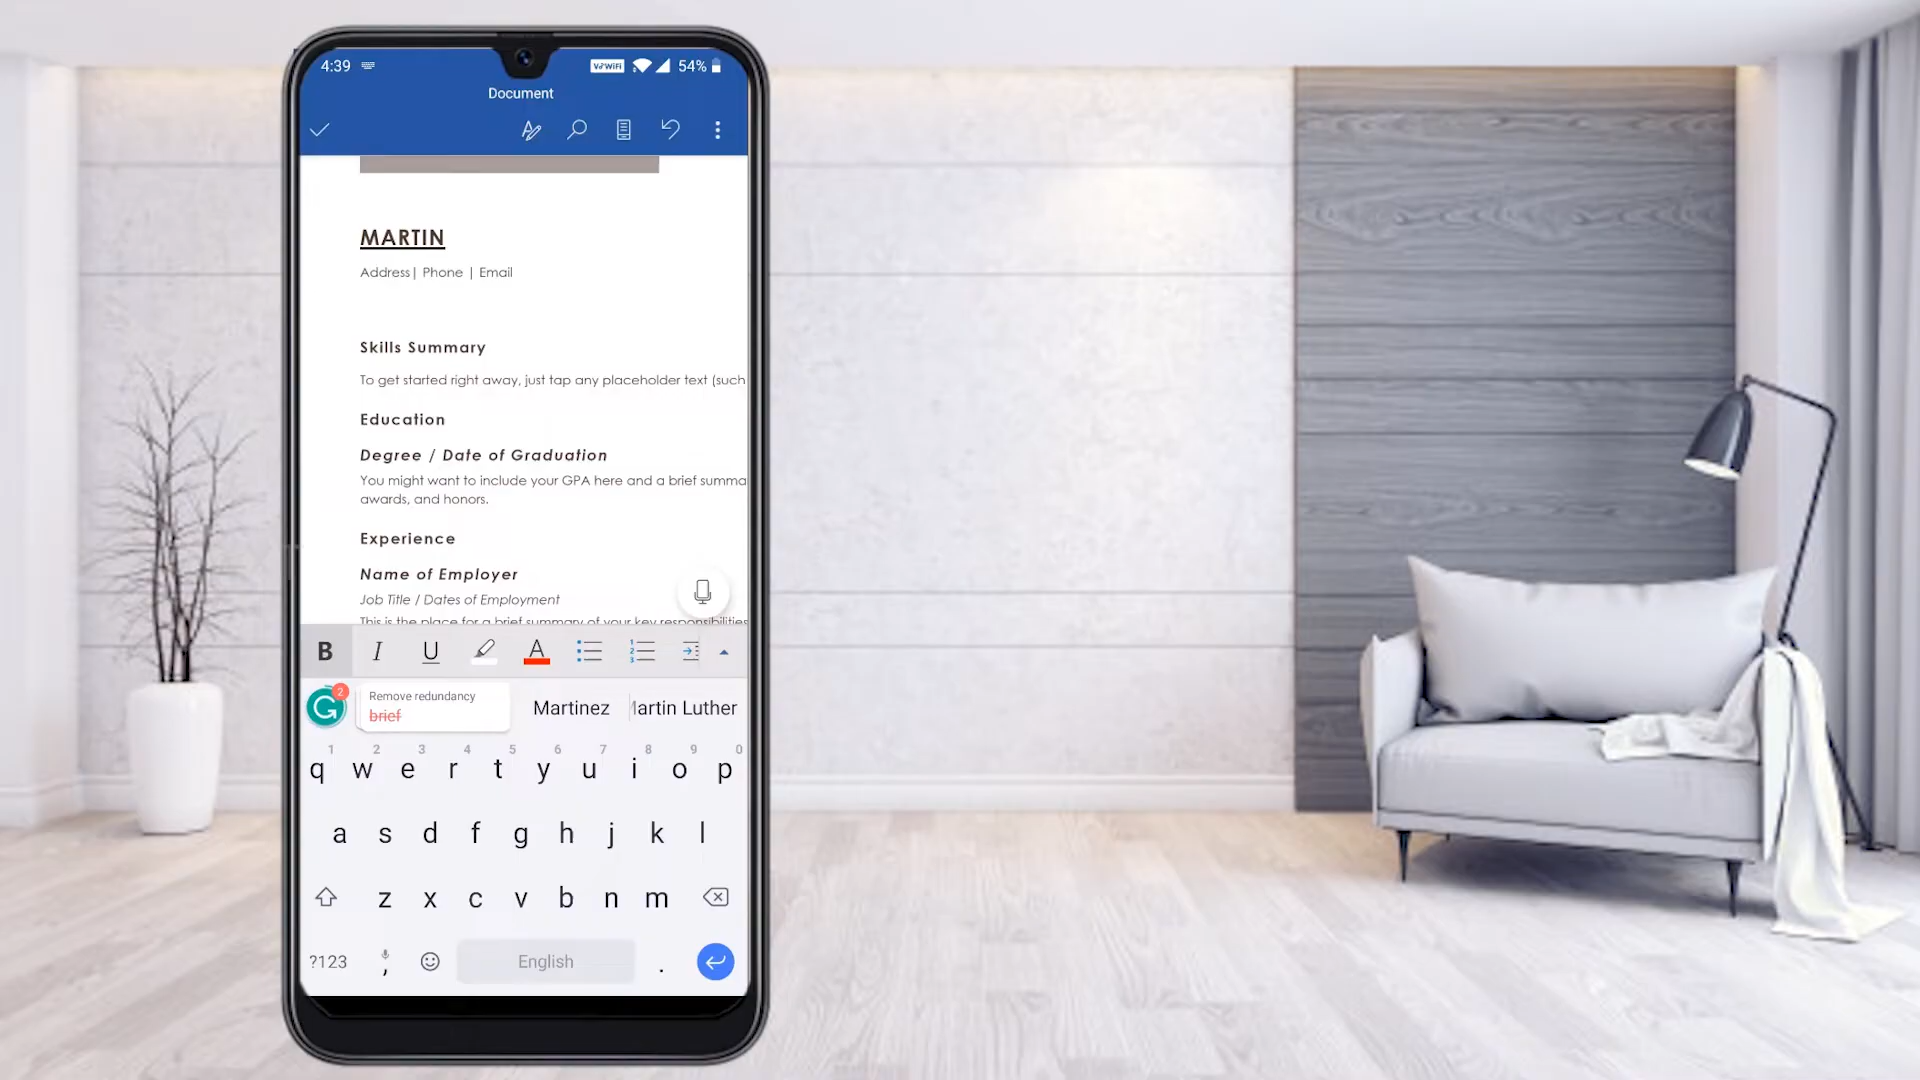 4:39 VoWiFi 54%
Document
MARTIN
Address| Phone | Email
Skills Summary
To get started right away, just tap any placeholder text (such
Education
Degree / Date of Graduation
You might want to include your GPA here and a brief summa
awards, and honors.
Experience
Name of Employer
Job Title / Dates of Employment
This is the place for a brief summary of your key responsibilities
B I U A
2 Remove redundancy
brief
Martinez artin Luther
1 2 3 4 5 6 7 8 9 0
q w e r t y u i o p
a s d f g h j k l
z x c v b n m
?123 , English .